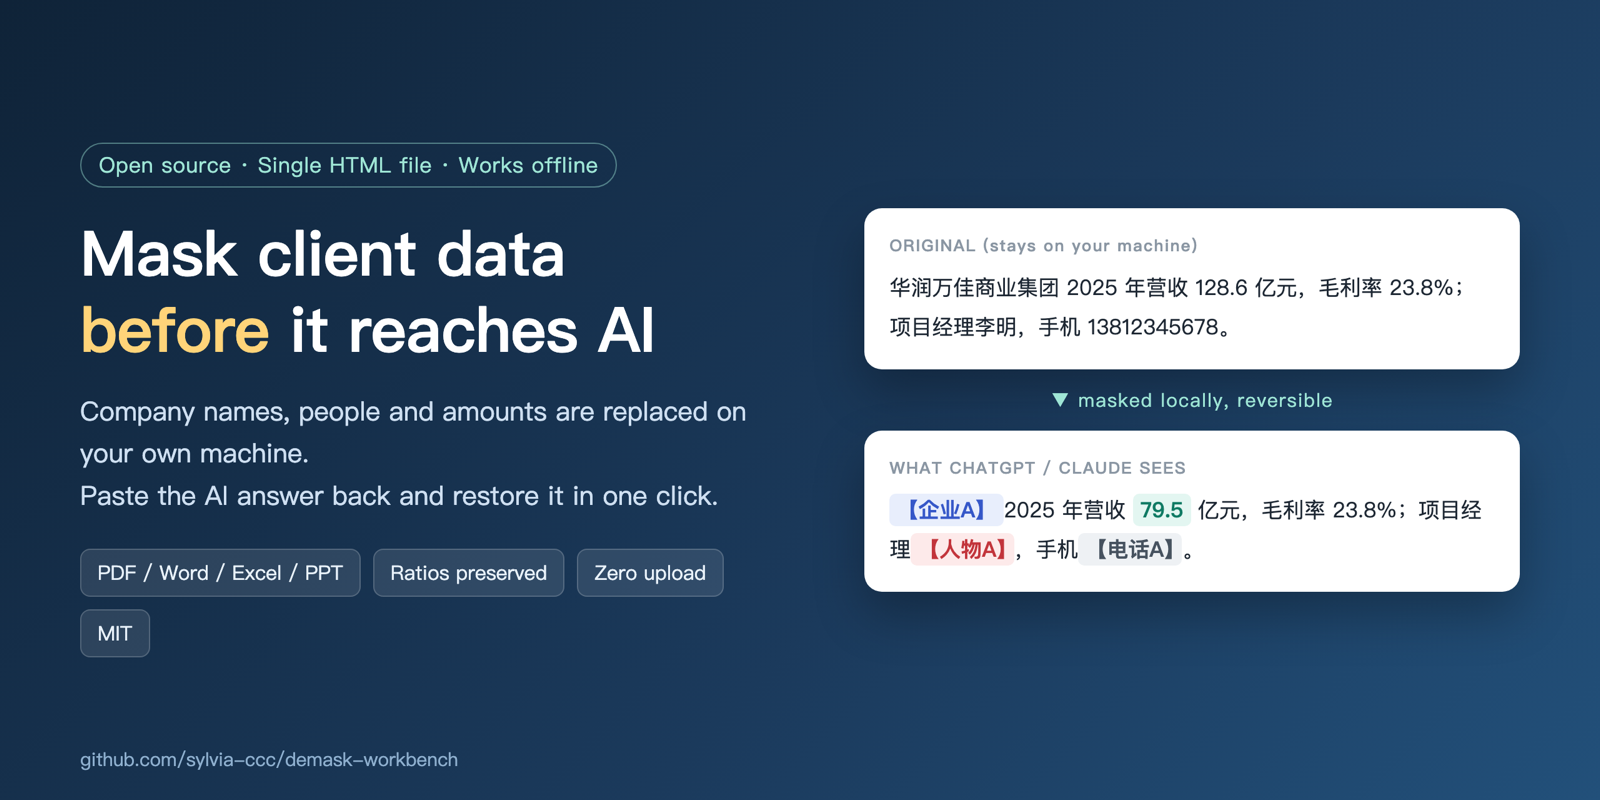 Open source · Single HTML file · Works offline
Mask client data
before it reaches AI
Company names, people and amounts are replaced on
your own machine.
Paste the AI answer back and restore it in one click.
PDF / Word / Excel / PPT
Ratios preserved
Zero upload
MIT
github.com/sylvia-ccc/demask-workbench
ORIGINAL (stays on your machine)
华润万佳商业集团 2025 年营收 128.6 亿元，毛利率 23.8%；
项目经理李明，手机 13812345678。
▼ masked locally, reversible
WHAT CHATGPT / CLAUDE SEES
【企业A】2025 年营收 79.5 亿元，毛利率 23.8%；项目经
理【人物A】，手机【电话A】。